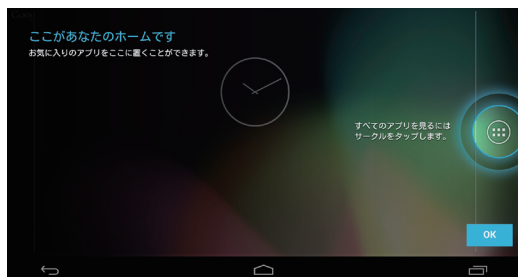 ここがあなたのホームです
お気に入りのアプリをここに置くことができます。
すべてのアプリを見るには
サークルをタップします。
OK